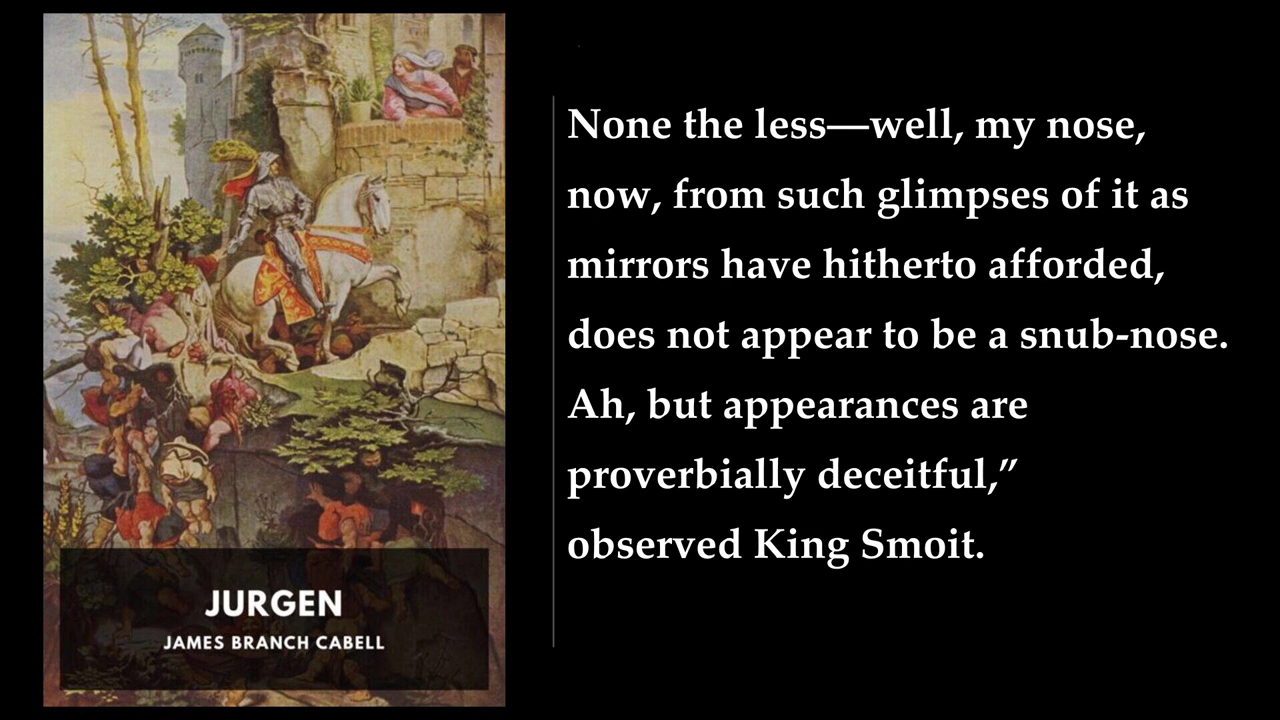 JURGEN
JAMES BRANCH CABELL
None the less—well, my nose,
now, from such glimpses of it as
mirrors have hitherto afforded,
does not appear to be a snub-nose.
Ah, but appearances are
proverbially deceitful,”
observed King Smoit.